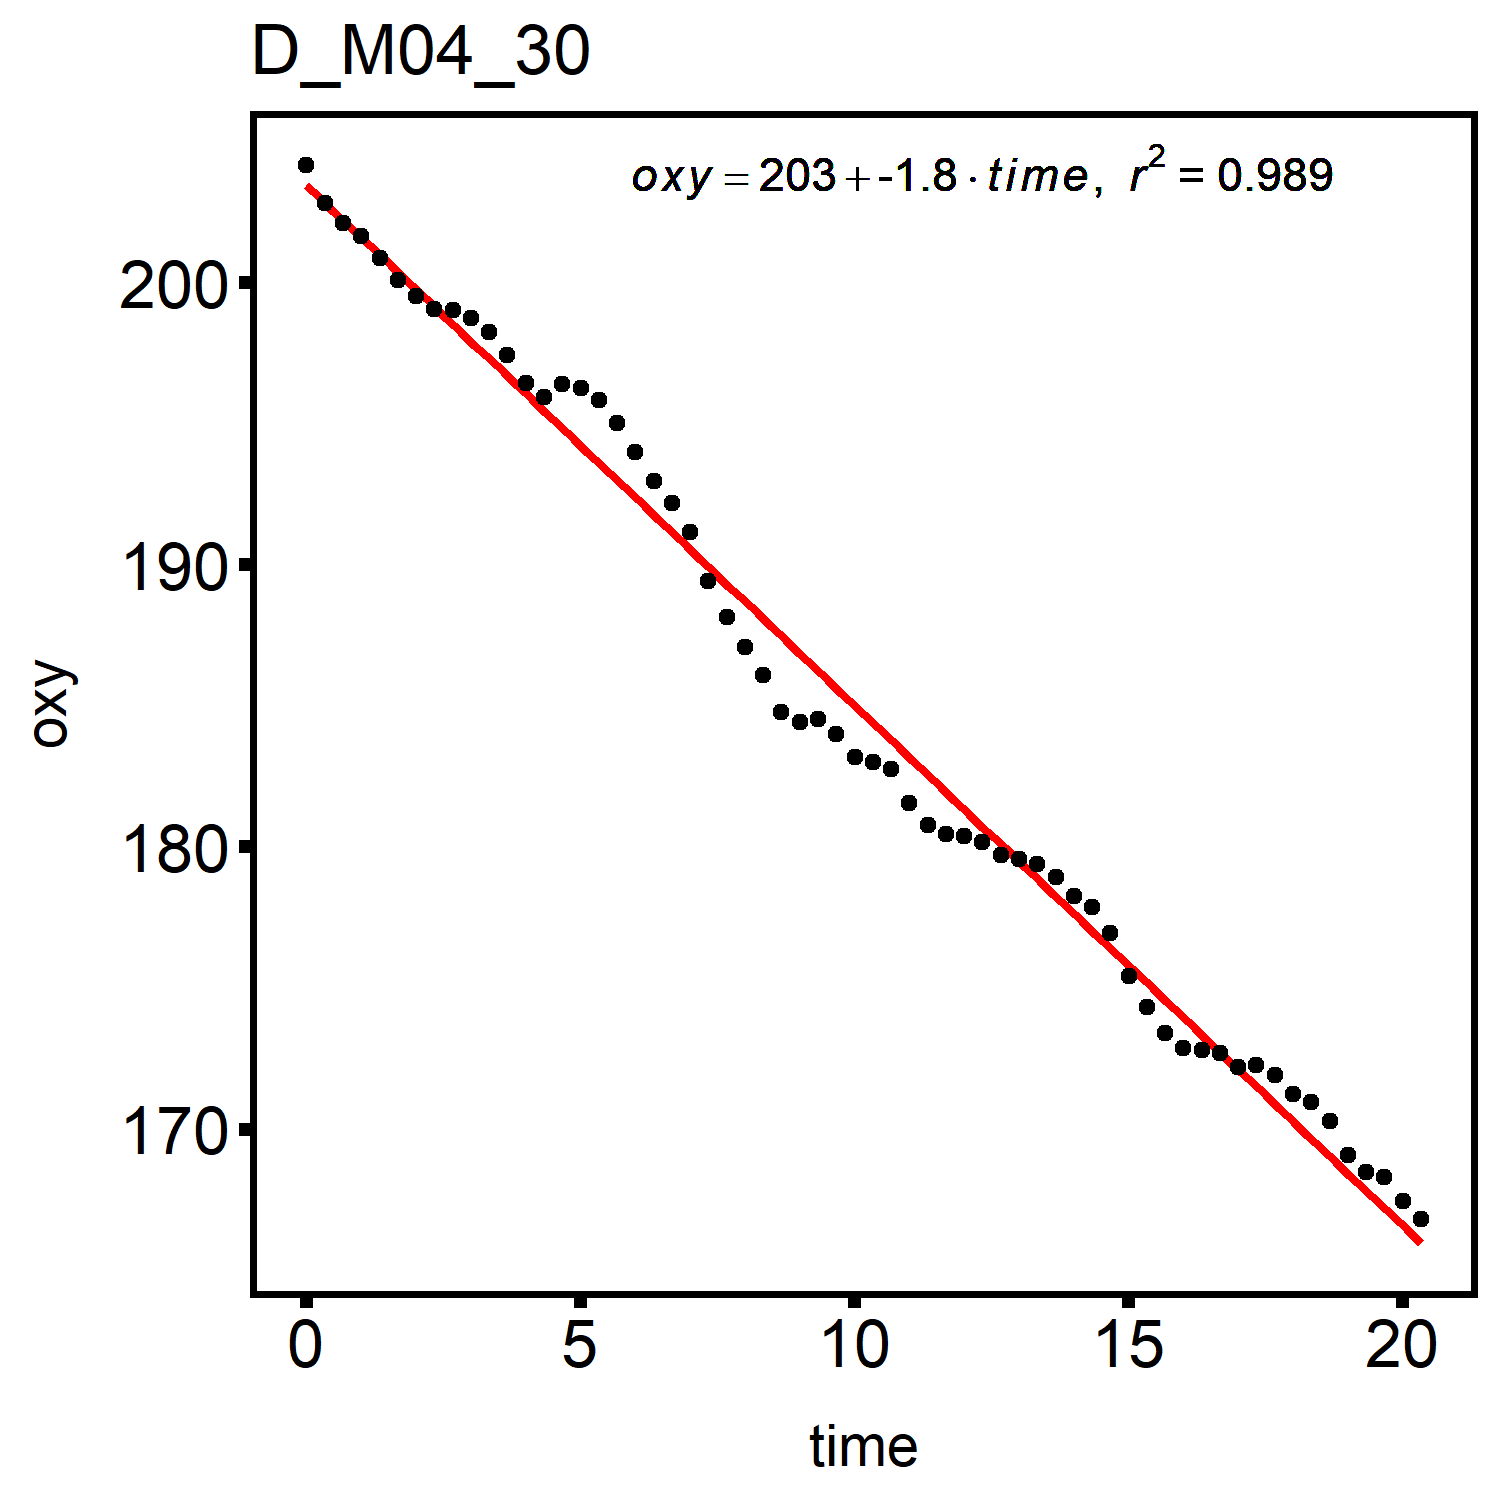 D_M04_30
oxy = 203 + -1.8 · time, r² = 0.989
200
190
180
170
oxy
0 5 10 15 20
time